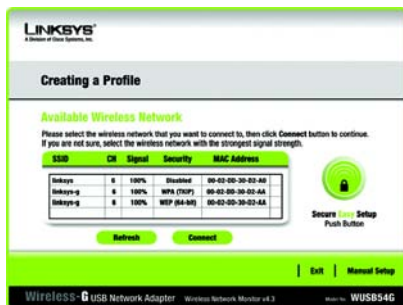 LINKSYS®
A Division of Cisco Systems, Inc.
Creating a Profile
Available Wireless Network
Please select the wireless network that you want to connect to, then click Connect button to continue.
If you are not sure, select the wireless network with the strongest signal strength.
SSID CH Signal Security MAC Address
linksys 6 100% Disabled 00-02-DD-30-D2-A0
linksys-g 6 100% WPA (TKIP) 00-02-DD-30-D2-AA
linksys-g 6 100% WEP (64-bit) 00-02-DD-30-D2-AA
Refresh Connect
Secure Easy Setup
Push Button
Exit Manual Setup
Wireless-G USB Network Adapter Wireless Network Monitor v4.3 Model No. WUSB54G